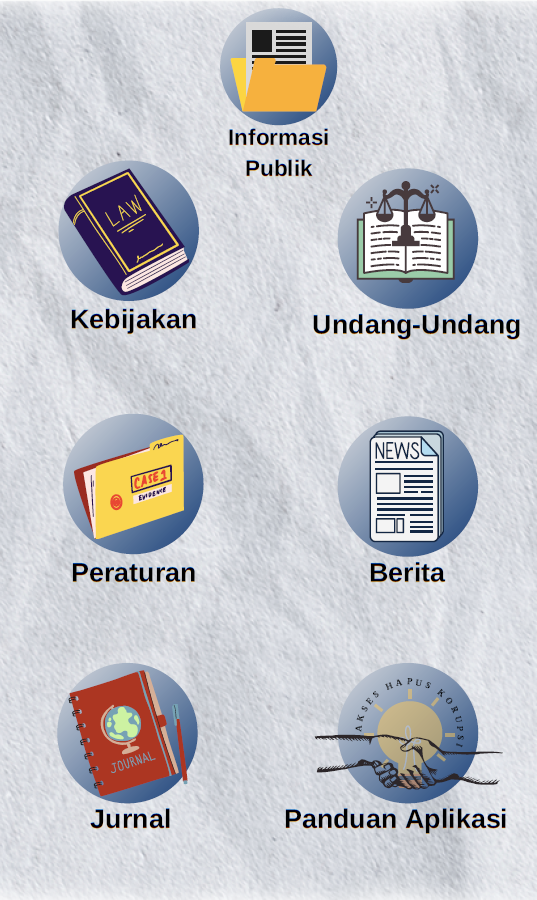 Informasi
Publik
LAW
Kebijakan
Undang-Undang
CASE 1
EVIDENCE
Peraturan
NEWS
Berita
JOURNAL
Jurnal
AKSES HAPUS KORUPSI
Panduan Aplikasi